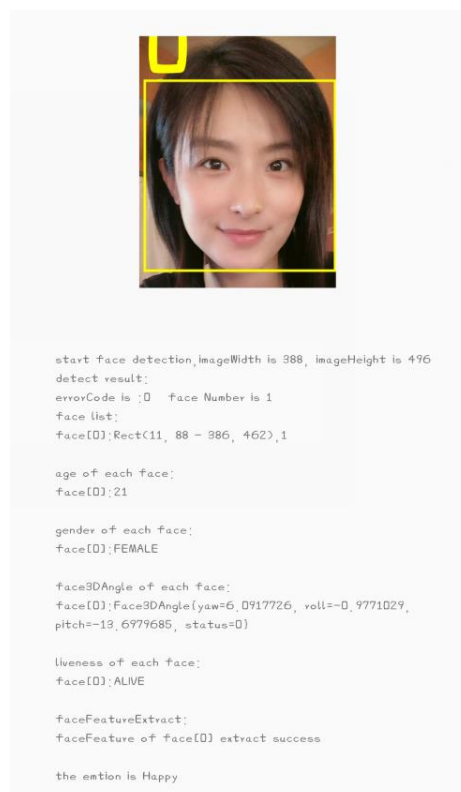 0
start face detection,imageWidth is 388, imageHeight is 496
detect result:
errorCode is :0   face Number is 1
face list:
face[0]:Rect(11, 88 - 386, 462),1
age of each face:
face[0]:21
gender of each face:
face[0]:FEMALE
face3DAngle of each face:
face[0]:Face3DAngle{yaw=6.0917726, roll=-0.9771029,
pitch=-13.6979685, status=0}
liveness of each face:
face[0]:ALIVE
faceFeatureExtract:
faceFeature of face[0] extract success
the emtion is Happy